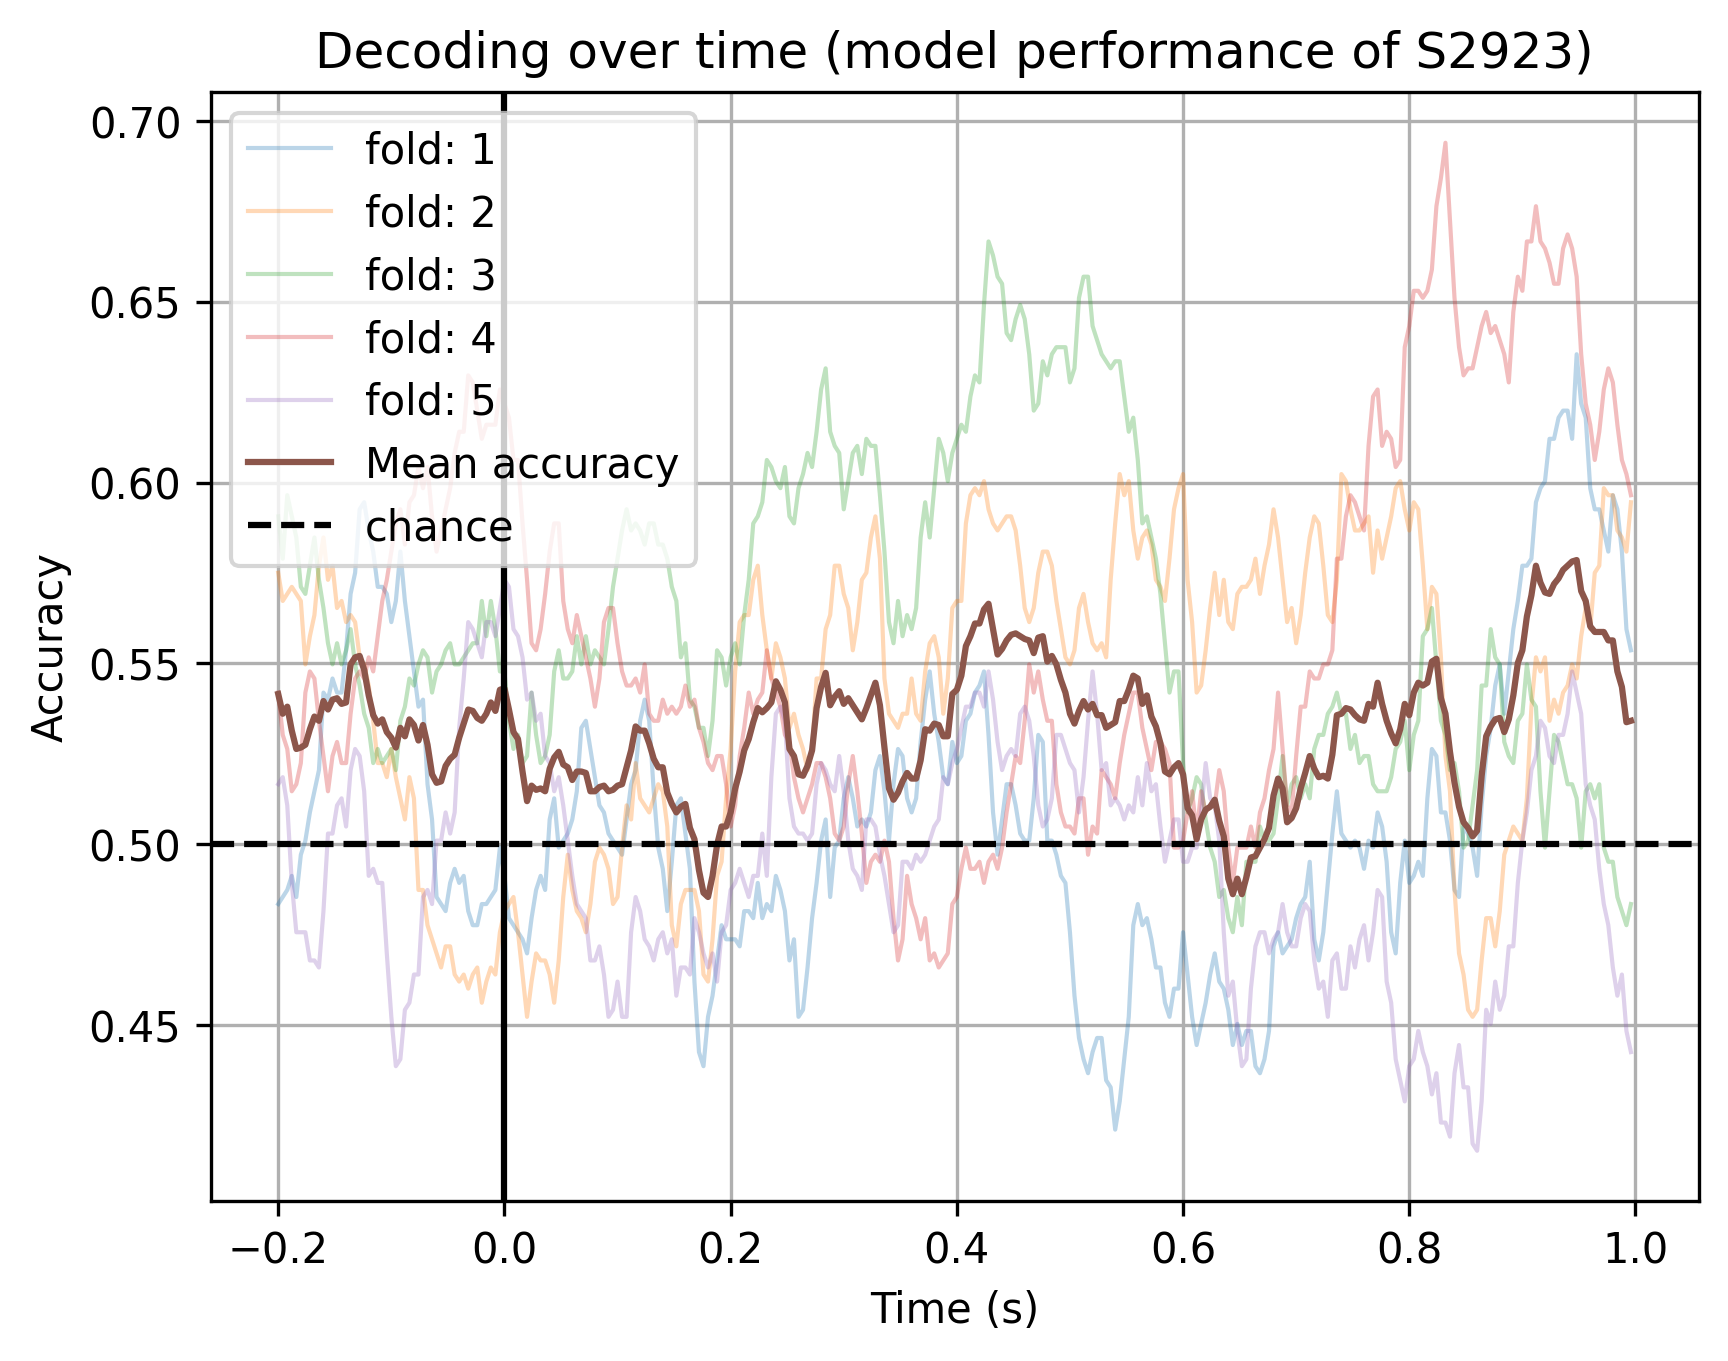 Decoding over time (model performance of S2923)
0.70
0.65
0.60
0.55
0.50
0.45
Accuracy
fold: 1
fold: 2
fold: 3
fold: 4
fold: 5
Mean accuracy
chance
−0.2 0.0 0.2 0.4 0.6 0.8 1.0
Time (s)